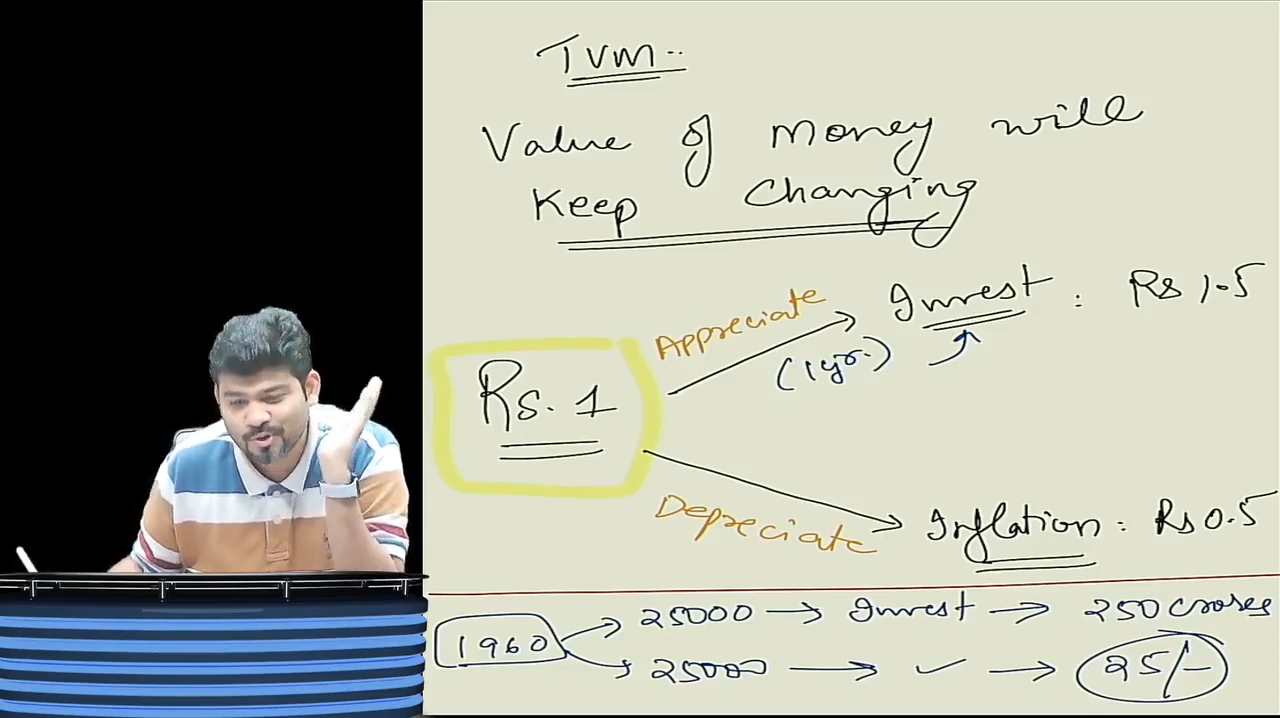 TVM..
Value of Money will
Keep Changing
Appreciate
(1yr.)
Invest : Rs 1.5
Rs. 1
Depreciate
Inflation : Rs 0.5
1960
25000 → Invest → 250 crores
25000 → ✓ → 25/-